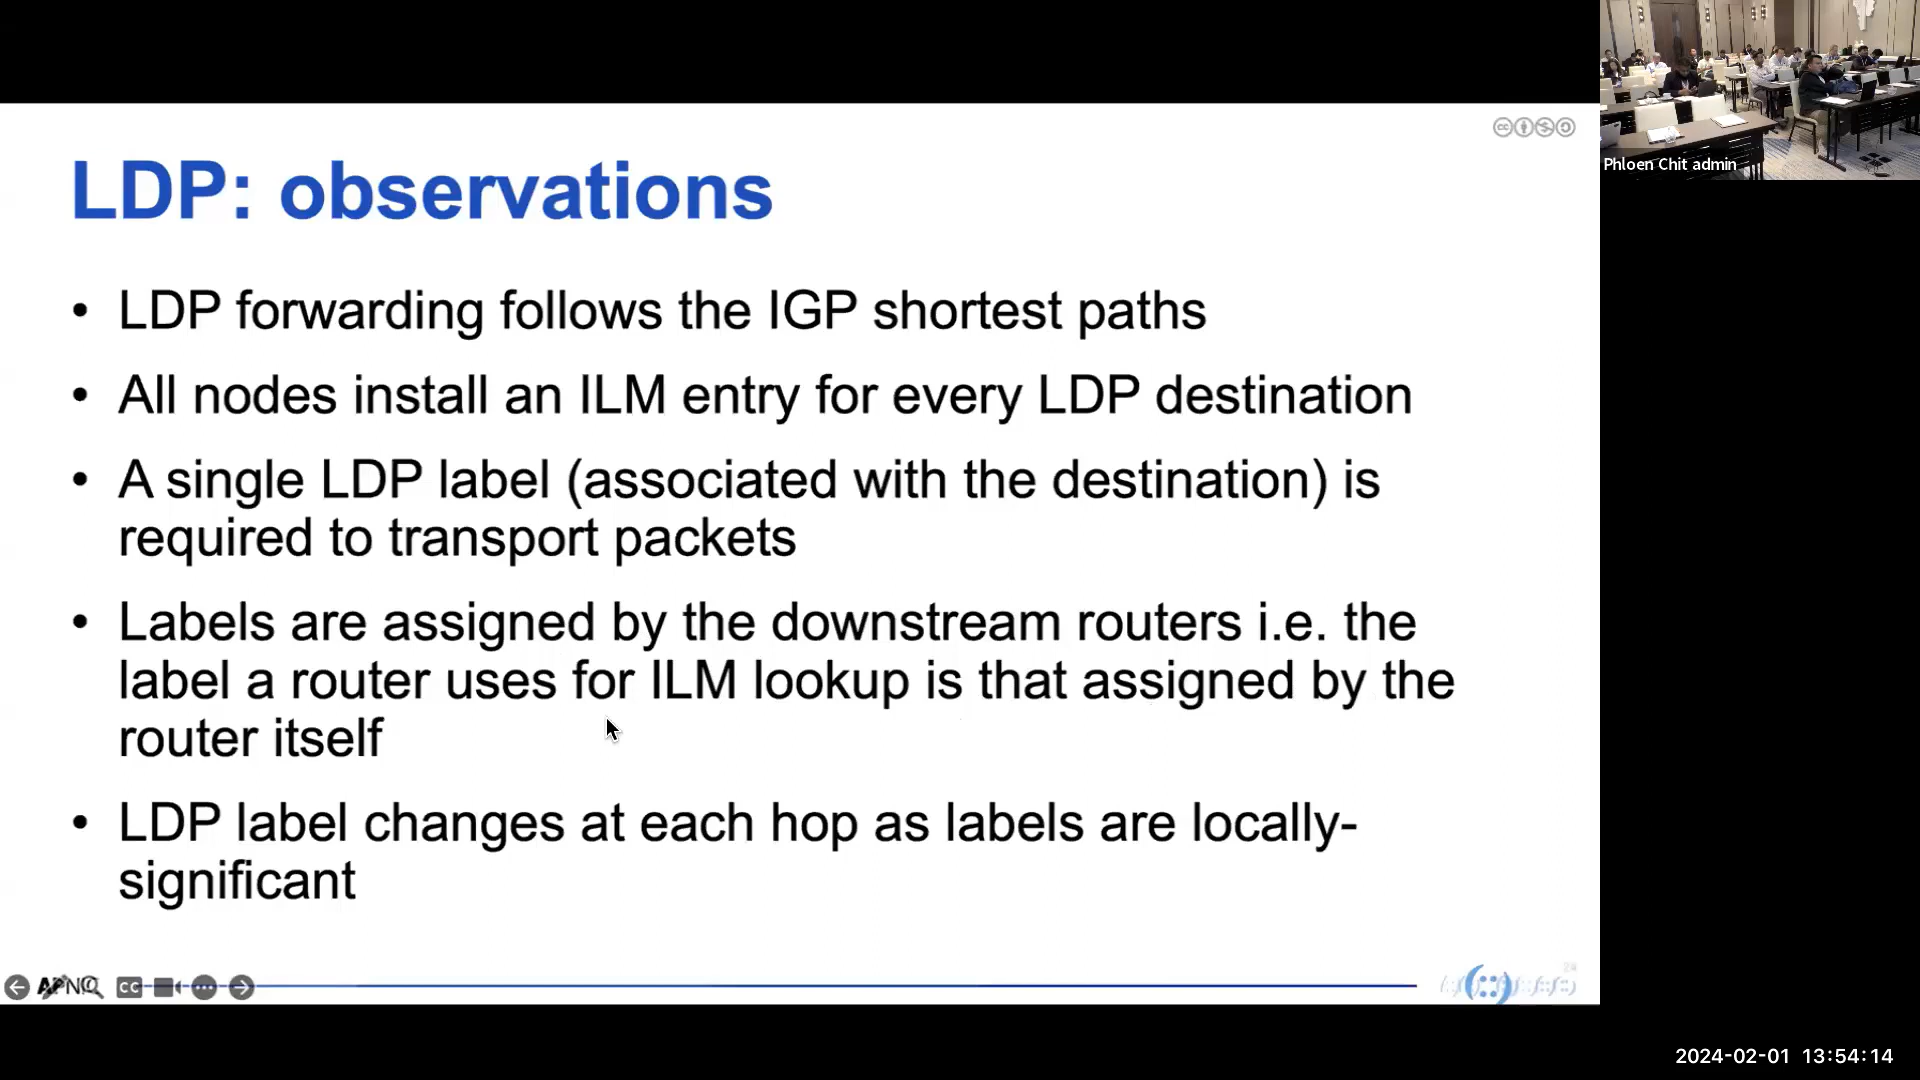 LDP: observations
• LDP forwarding follows the IGP shortest paths
• All nodes install an ILM entry for every LDP destination
• A single LDP label (associated with the destination) is
required to transport packets
• Labels are assigned by the downstream routers i.e. the
label a router uses for ILM lookup is that assigned by the
router itself
• LDP label changes at each hop as labels are locally-
significant
APNIC
CC
24
Phloen Chit admin
2024-02-01 13:54:14